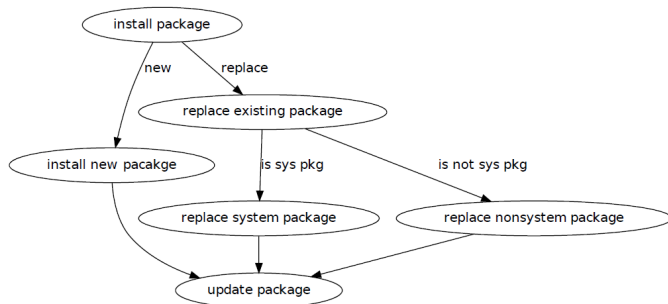 install package
new
replace
replace existing package
install new pacakge
is sys pkg
is not sys pkg
replace system package
replace nonsystem package
update package